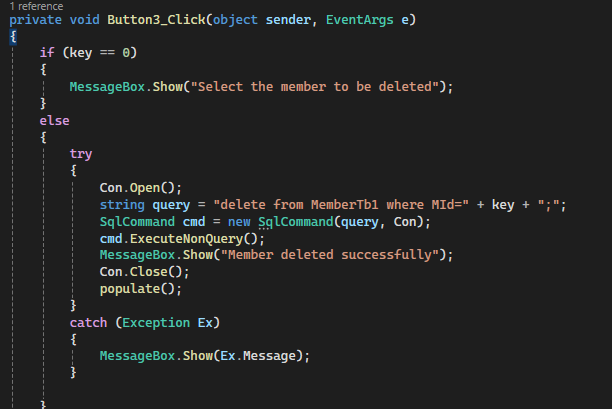 1 reference
private void Button3_Click(object sender, EventArgs e)
{
if (key == 0)
{
MessageBox.Show("Select the member to be deleted");
}
else
{
try
{
Con.Open();
string query = "delete from MemberTb1 where MId=" + key + ";";
SqlCommand cmd = new SqlCommand(query, Con);
cmd.ExecuteNonQuery();
MessageBox.Show("Member deleted successfully");
Con.Close();
populate();
}
catch (Exception Ex)
{
MessageBox.Show(Ex.Message);
}
}